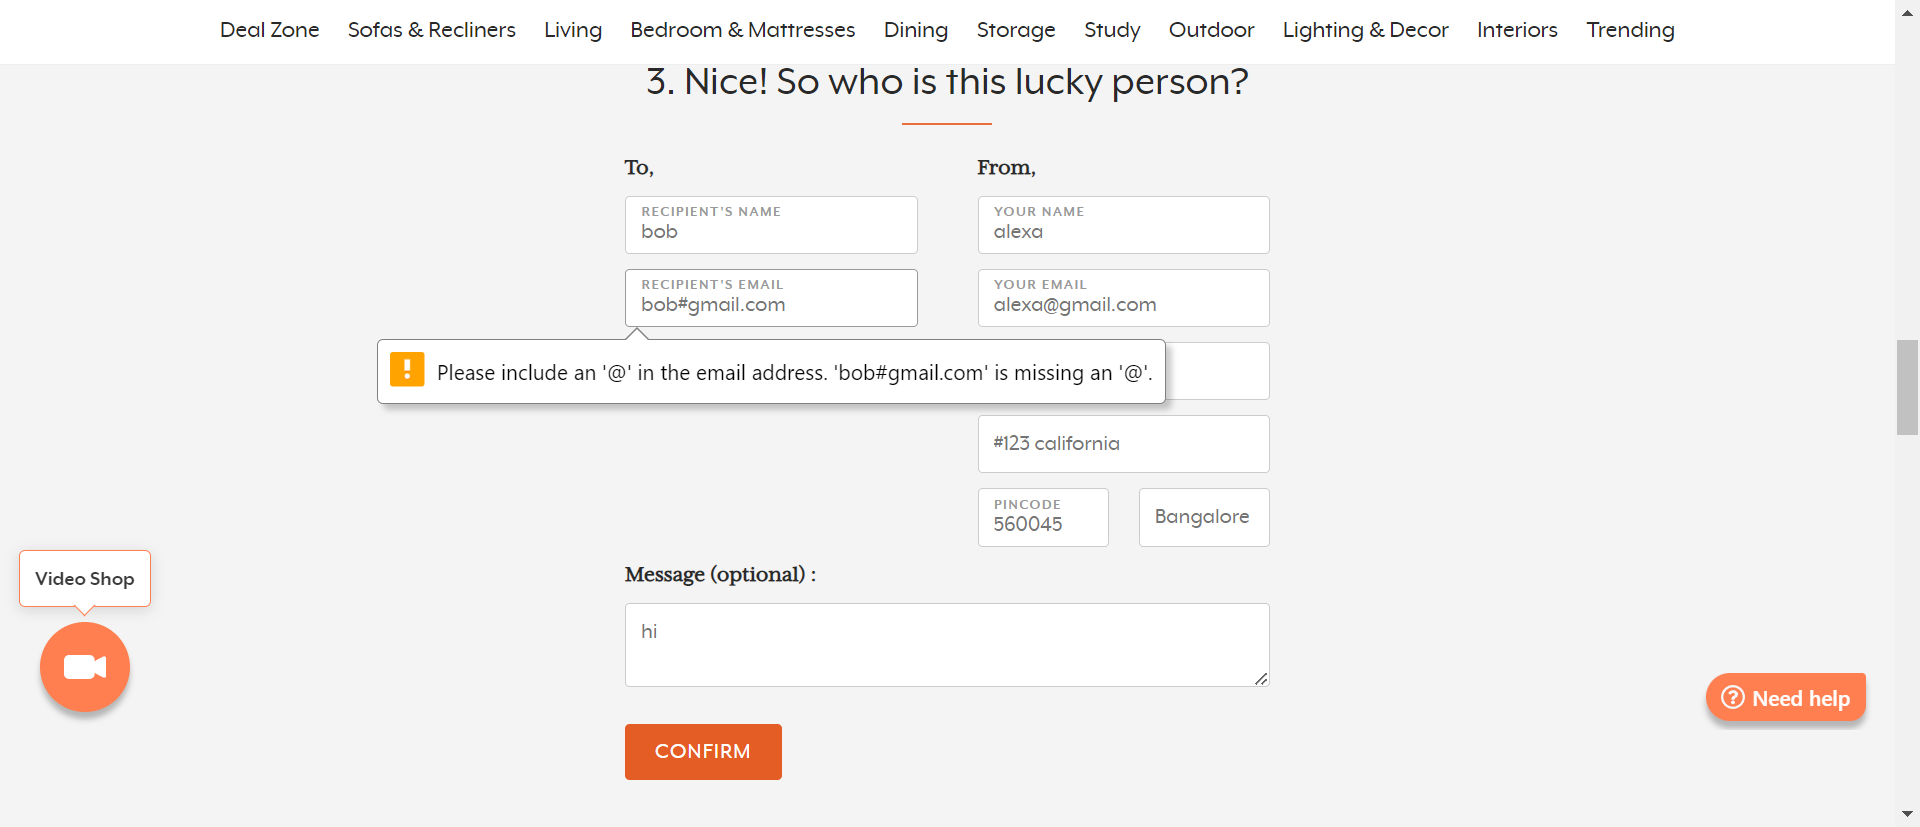 Deal Zone Sofas & Recliners Living Bedroom & Mattresses Dining Storage Study Outdoor Lighting & Decor Interiors Trending
3. Nice! So who is this lucky person?
To,
From,
RECIPIENT'S NAME
bob
YOUR NAME
alexa
RECIPIENT'S EMAIL
bob#gmail.com
YOUR EMAIL
alexa@gmail.com
Please include an '@' in the email address. 'bob#gmail.com' is missing an '@'.
#123 california
PINCODE
560045
Bangalore
Message (optional) :
hi
Video Shop
Need help
CONFIRM